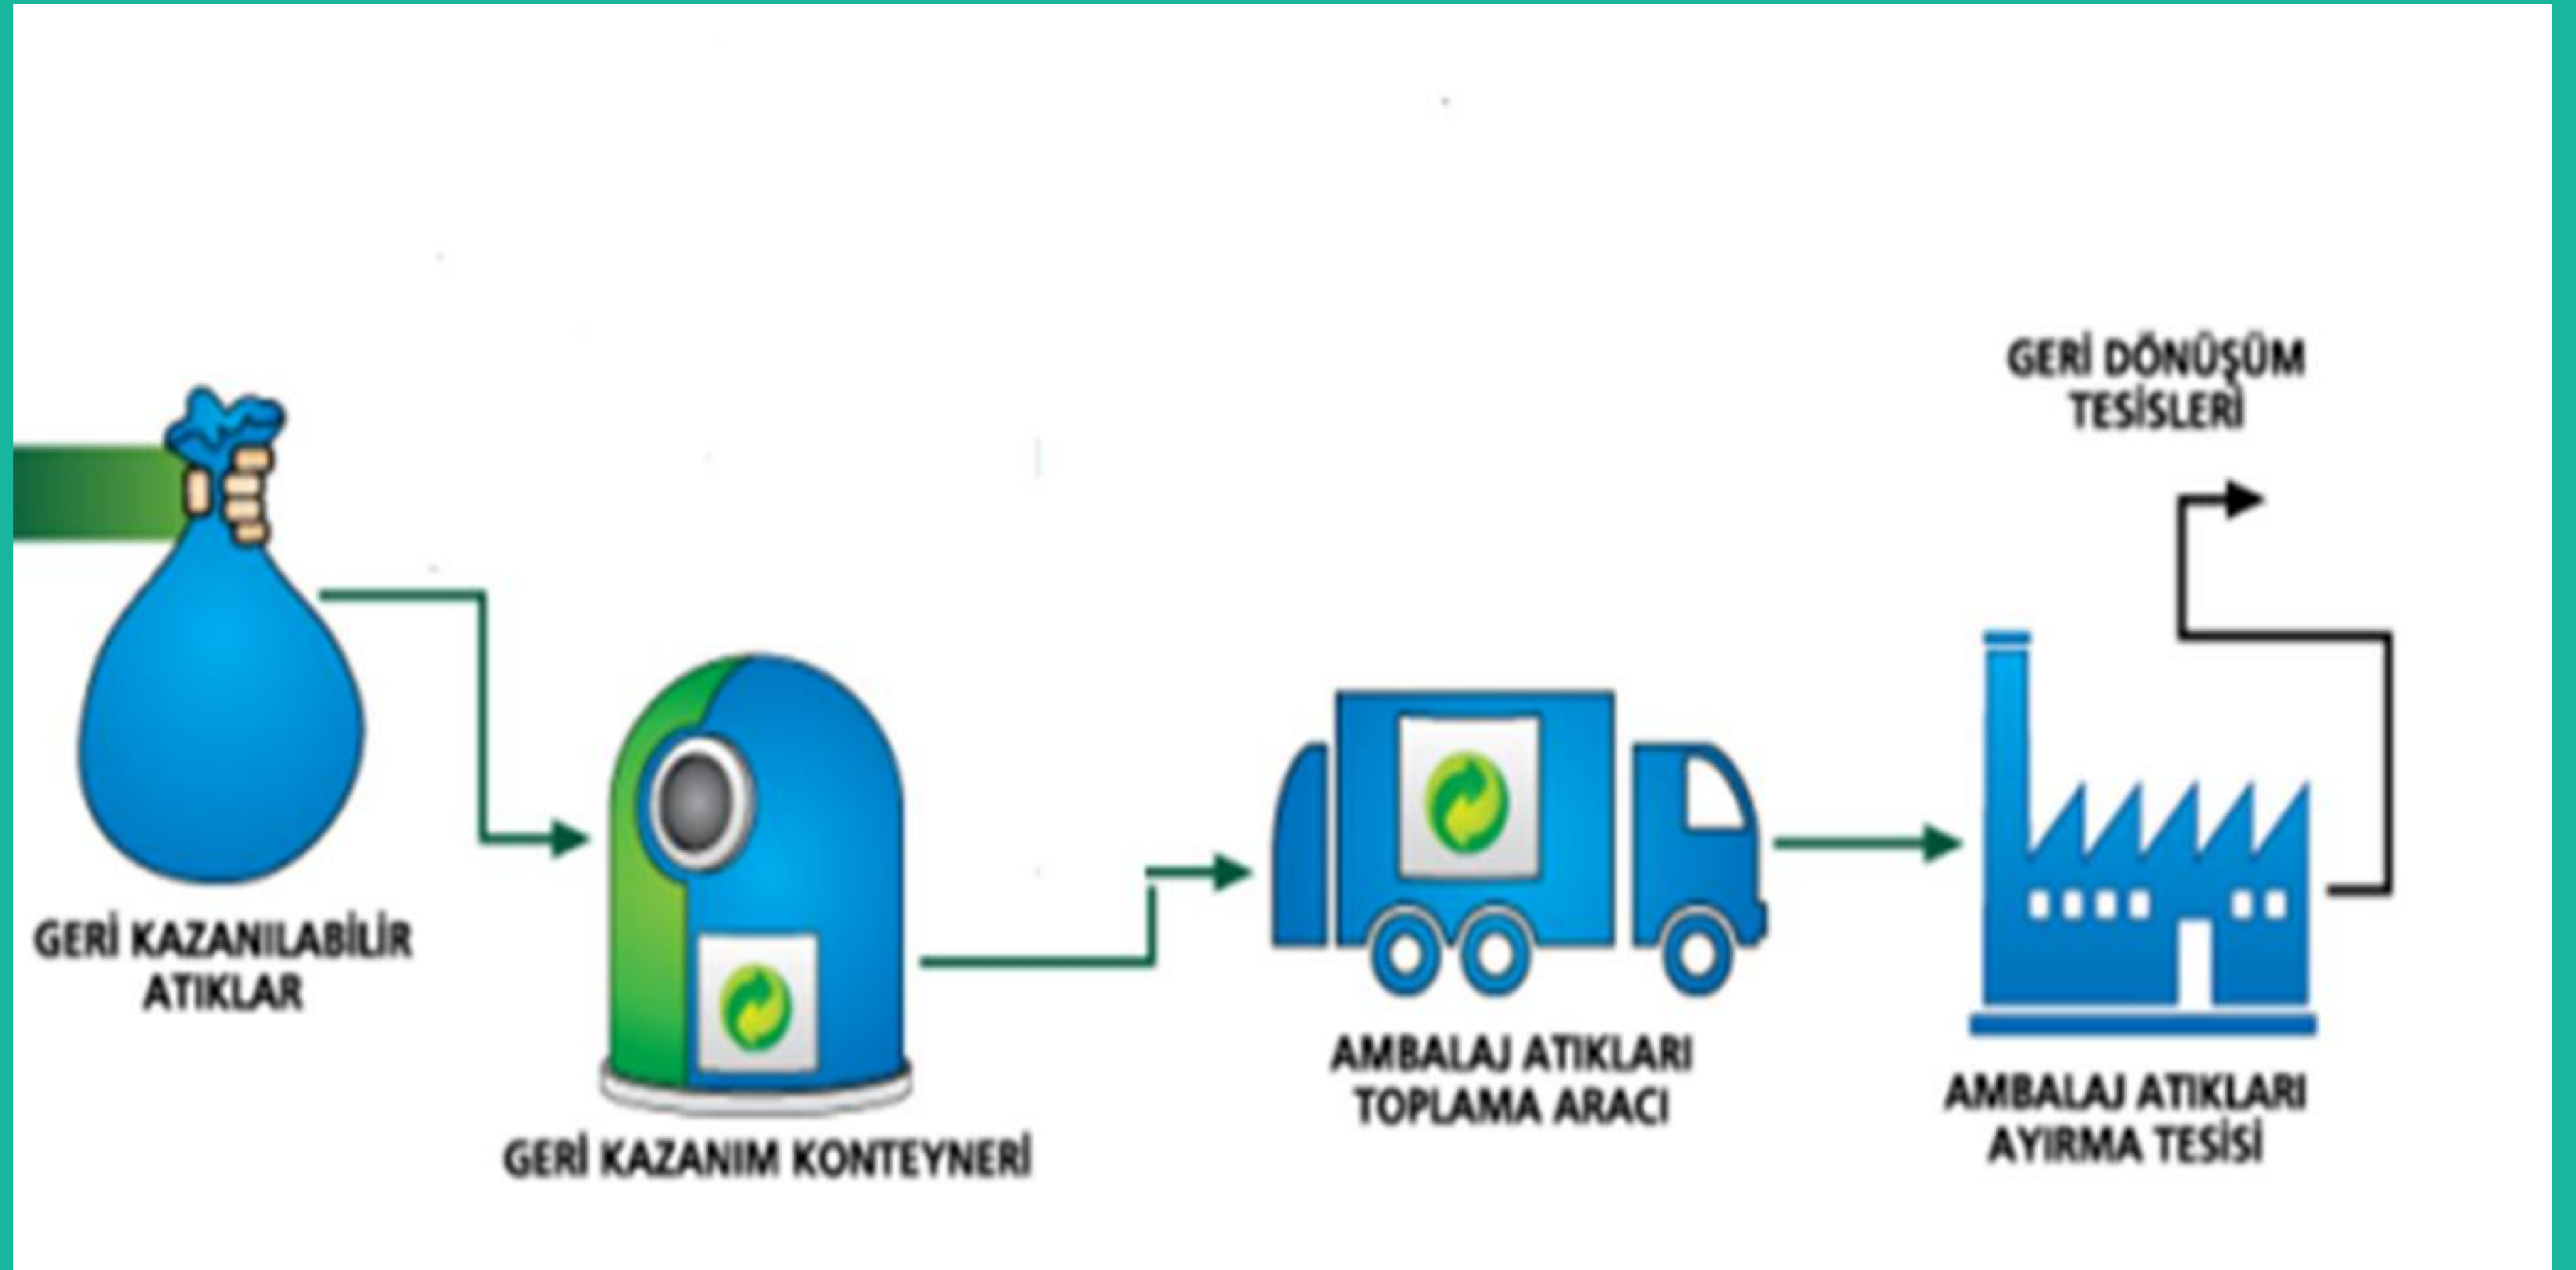 GERİ KAZANILABİLİR
ATIKLAR
GERİ KAZANIM KONTEYNERİ
AMBALAJ ATIKLARI
TOPLAMA ARACI
AMBALAJ ATIKLARI
AYIRMA TESİSİ
GERİ DÖNÜŞÜM
TESİSLERİ